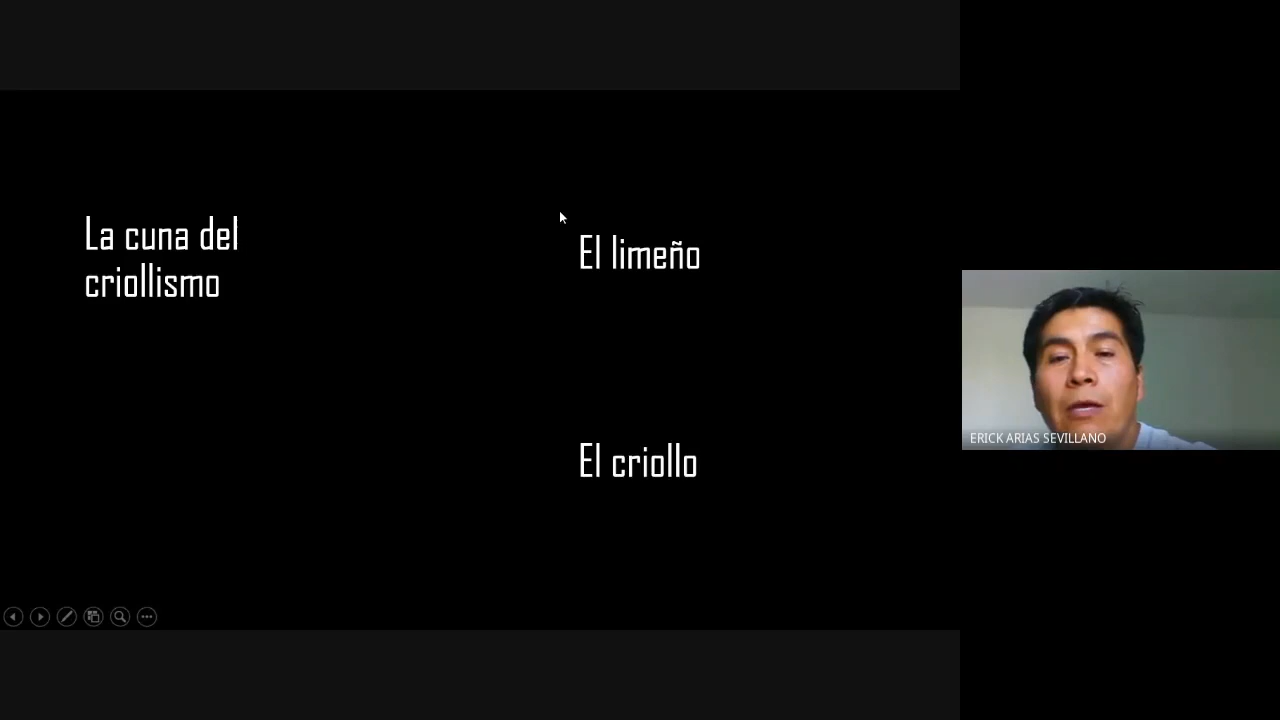 La cuna del
criollismo
El limeño
El criollo
ERICK ARIAS SEVILLANO